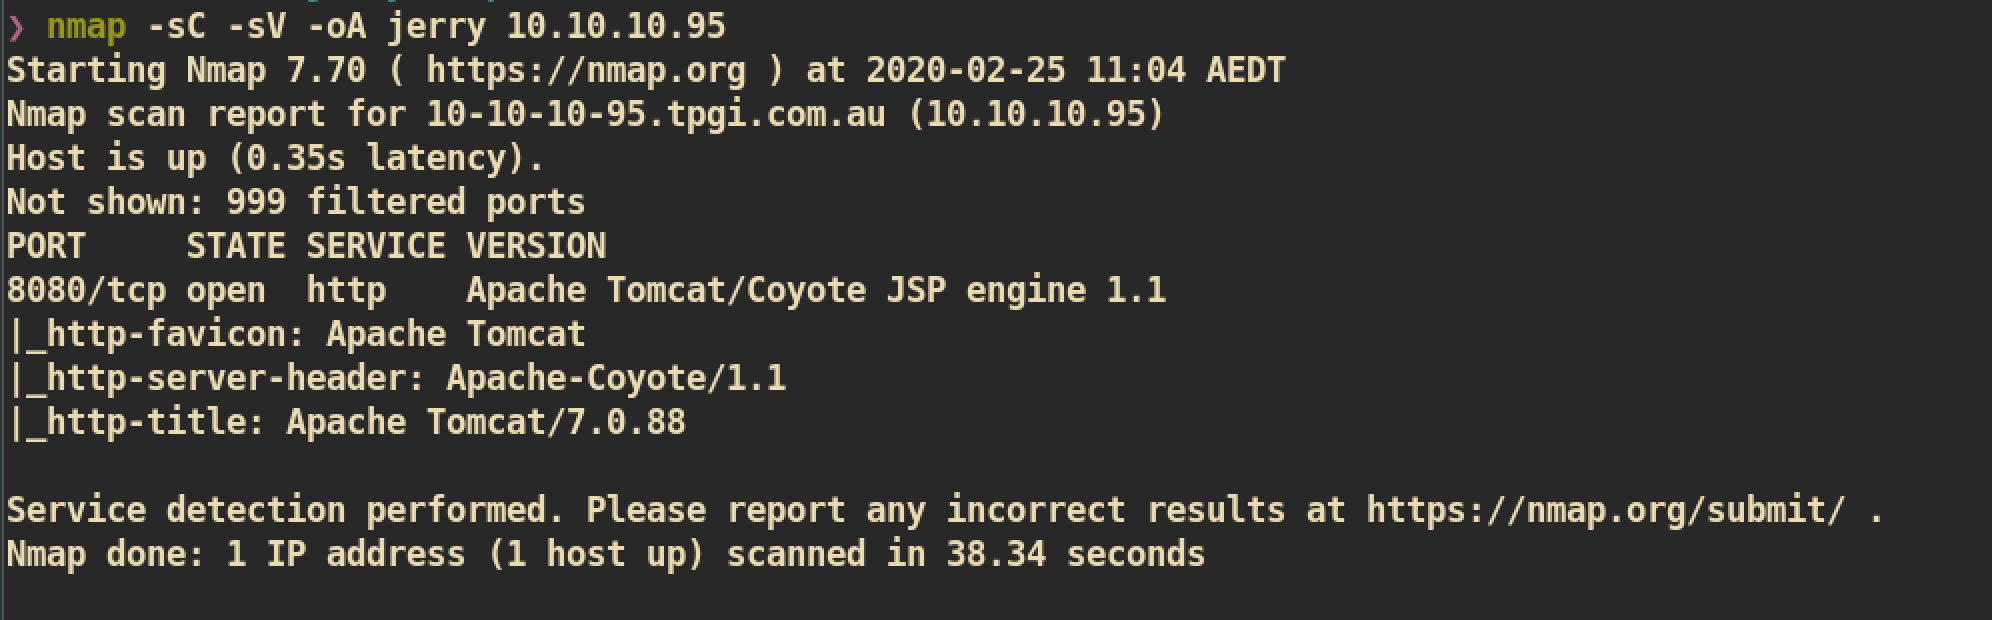 ❯ nmap -sC -sV -oA jerry 10.10.10.95
Starting Nmap 7.70 ( https://nmap.org ) at 2020-02-25 11:04 AEDT
Nmap scan report for 10-10-10-95.tpgi.com.au (10.10.10.95)
Host is up (0.35s latency).
Not shown: 999 filtered ports
PORT     STATE SERVICE VERSION
8080/tcp open  http    Apache Tomcat/Coyote JSP engine 1.1
|_http-favicon: Apache Tomcat
|_http-server-header: Apache-Coyote/1.1
|_http-title: Apache Tomcat/7.0.88
Service detection performed. Please report any incorrect results at https://nmap.org/submit/ .
Nmap done: 1 IP address (1 host up) scanned in 38.34 seconds